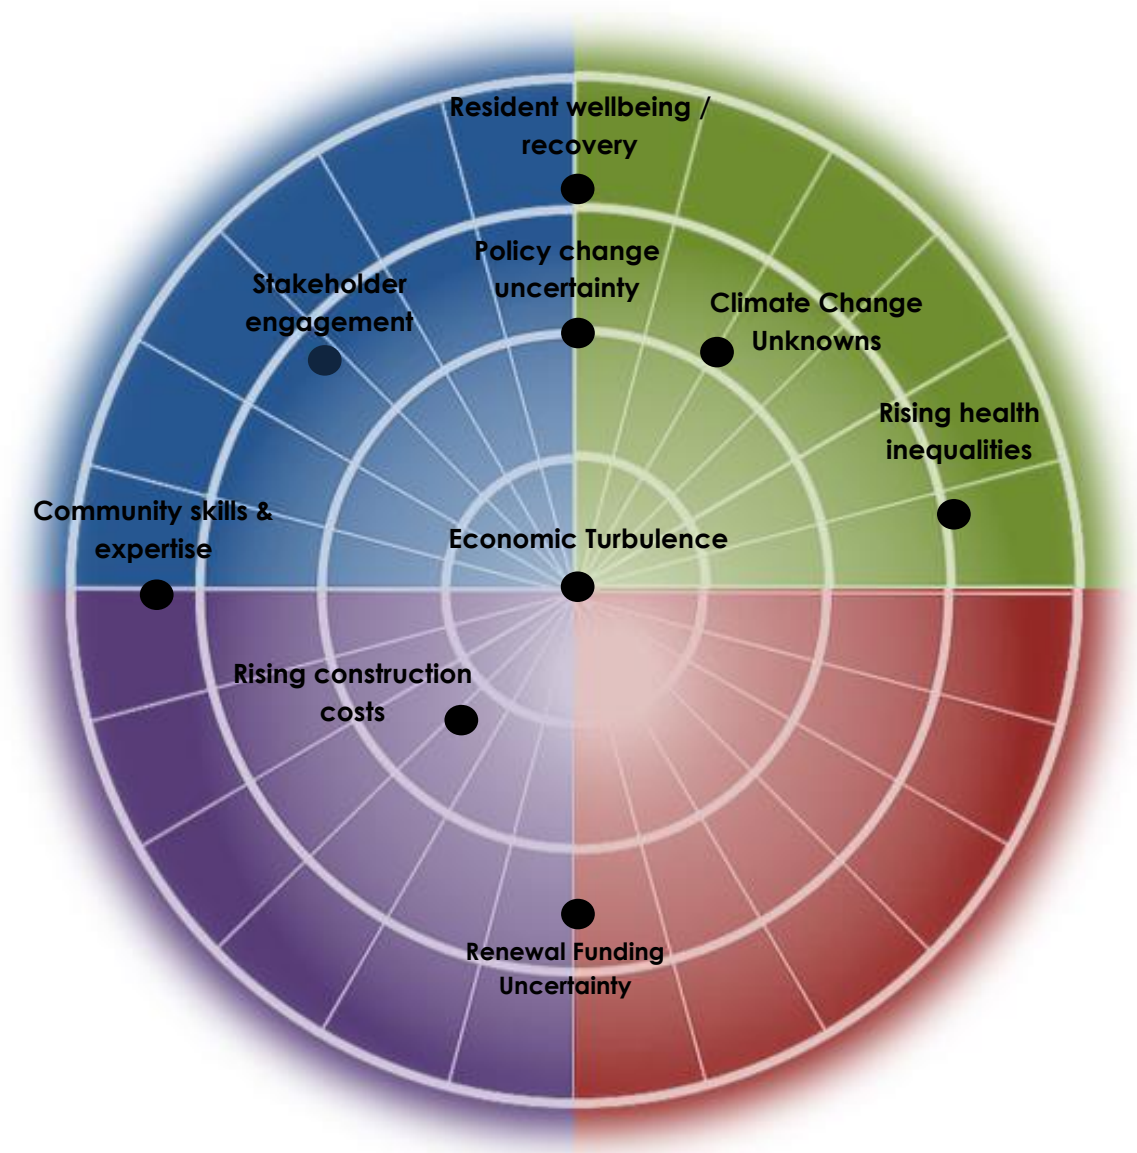 Resident wellbeing /
recovery
Policy change
uncertainty
Stakeholder
engagement
Climate Change
Unknowns
Rising health
inequalities
Community skills &
expertise
Economic Turbulence
Rising construction
costs
Renewal Funding
Uncertainty